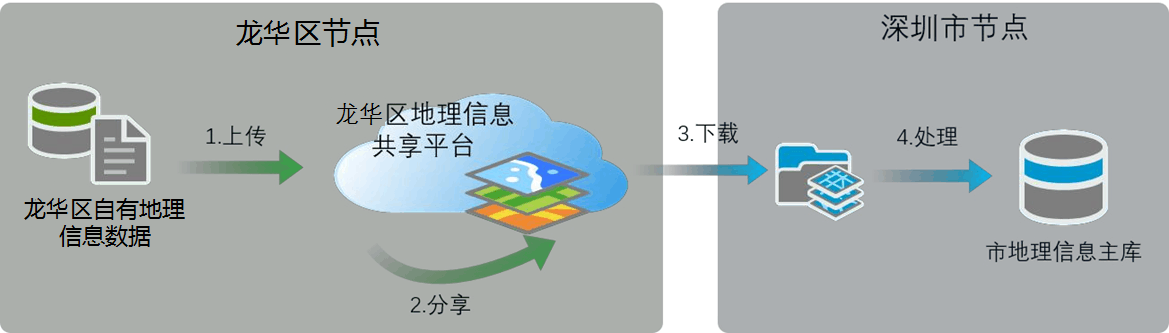 龙华区节点
深圳市节点
龙华区地理信息
共享平台
1.上传
3.下载
4.处理
龙华区自有地理
信息数据
市地理信息主库
2.分享